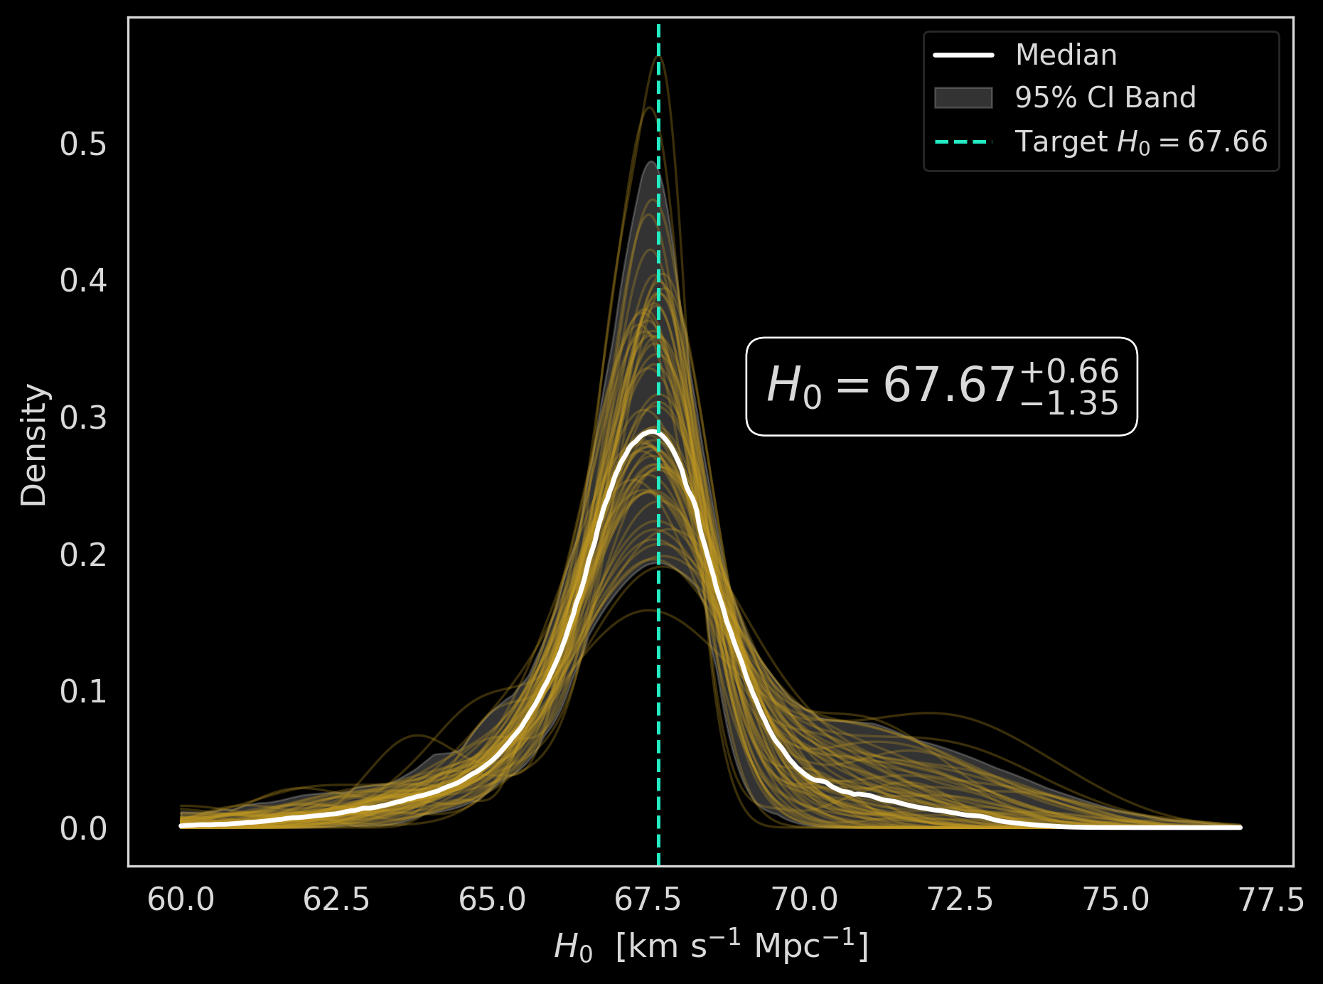 Median
95% CI Band
Target H₀ = 67.66
0.5
0.4
0.3
0.2
0.1
0.0
Density
H₀ = 67.67 +0.66 −1.35
60.0 62.5 65.0 67.5 70.0 72.5 75.0 77.5
H₀ [km s⁻¹ Mpc⁻¹]